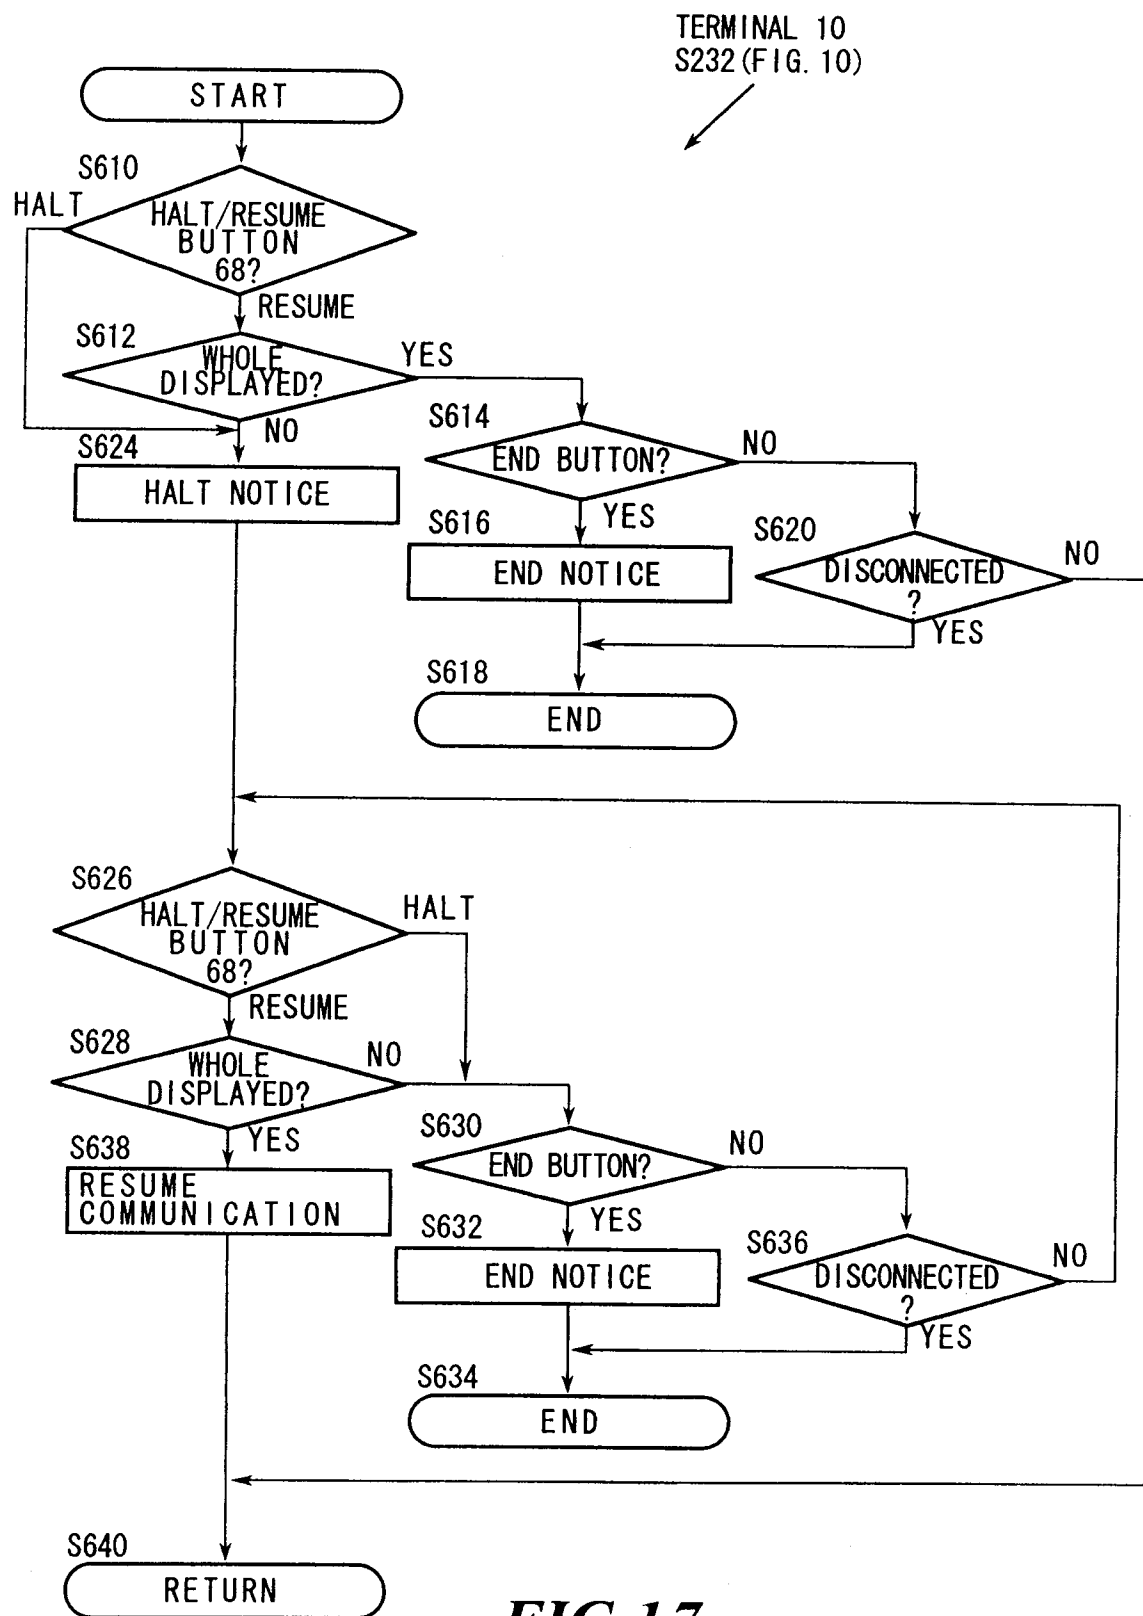 TERMINAL 10
S232(FIG. 10)
START
S610
HALT
HALT/RESUME
BUTTON
68?
RESUME
S612
WHOLE
DISPLAYED?
YES
NO
S614
END BUTTON?
NO
S624
HALT NOTICE
YES
S616
END NOTICE
S620
DISCONNECTED
?
NO
YES
S618
END
S626
HALT/RESUME
BUTTON
68?
HALT
RESUME
S628
WHOLE
DISPLAYED?
NO
YES
S630
END BUTTON?
NO
S638
RESUME
COMMUNICATION
YES
S632
END NOTICE
S636
DISCONNECTED
?
NO
YES
S634
END
S640
RETURN
FIG.17